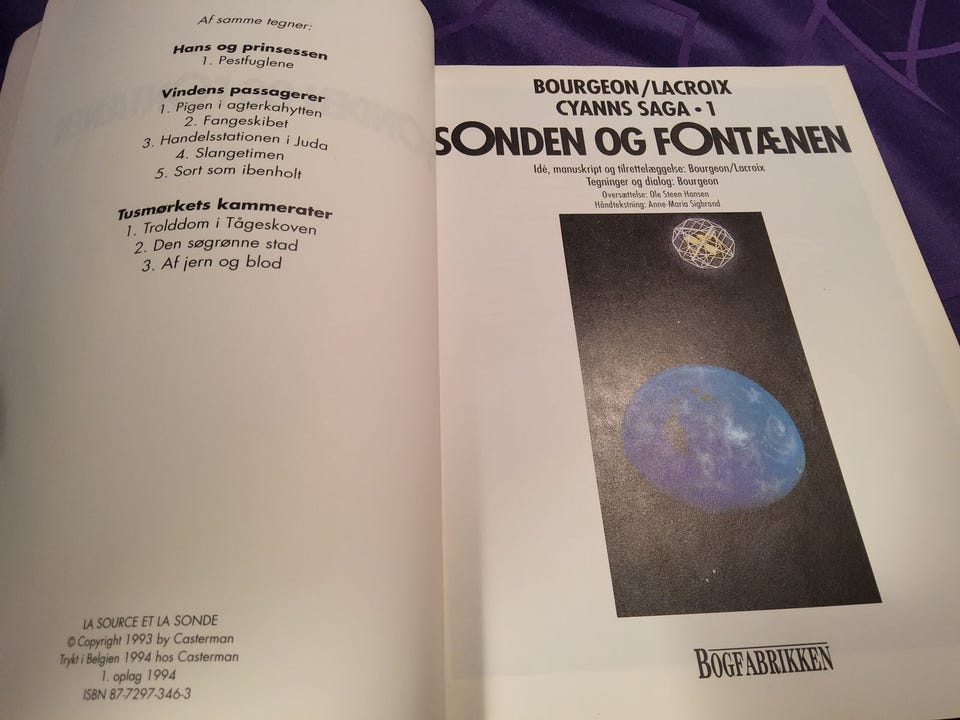 Af samme tegner:
Hans og prinsessen
1. Pestfuglene
Vindens passagerer
1. Pigen i agterkahytten
2. Fangeskibet
3. Handelsstationen i Juda
4. Slangetimen
5. Sort som ibenholt
Tusmørkets kammerater
1. Trolddom i Tågeskoven
2. Den søgrønne stad
3. Af jern og blod
LA SOURCE ET LA SONDE
© Copyright 1993 by Casterman
Trykt i Belgien 1994 hos Casterman
1. oplag 1994
ISBN 87-7297-346-3
BOURGEON/LACROIX
CYANNS SAGA • 1
SONDEN OG FONTÆNEN
Idé, manuskript og tilrettelæggelse: Bourgeon/Lacroix
Tegninger og dialog: Bourgeon
Oversættelse: Ole Steen Hansen
Håndtekstning: Anne-Maria Sigbrand
BOGFABRIKKEN